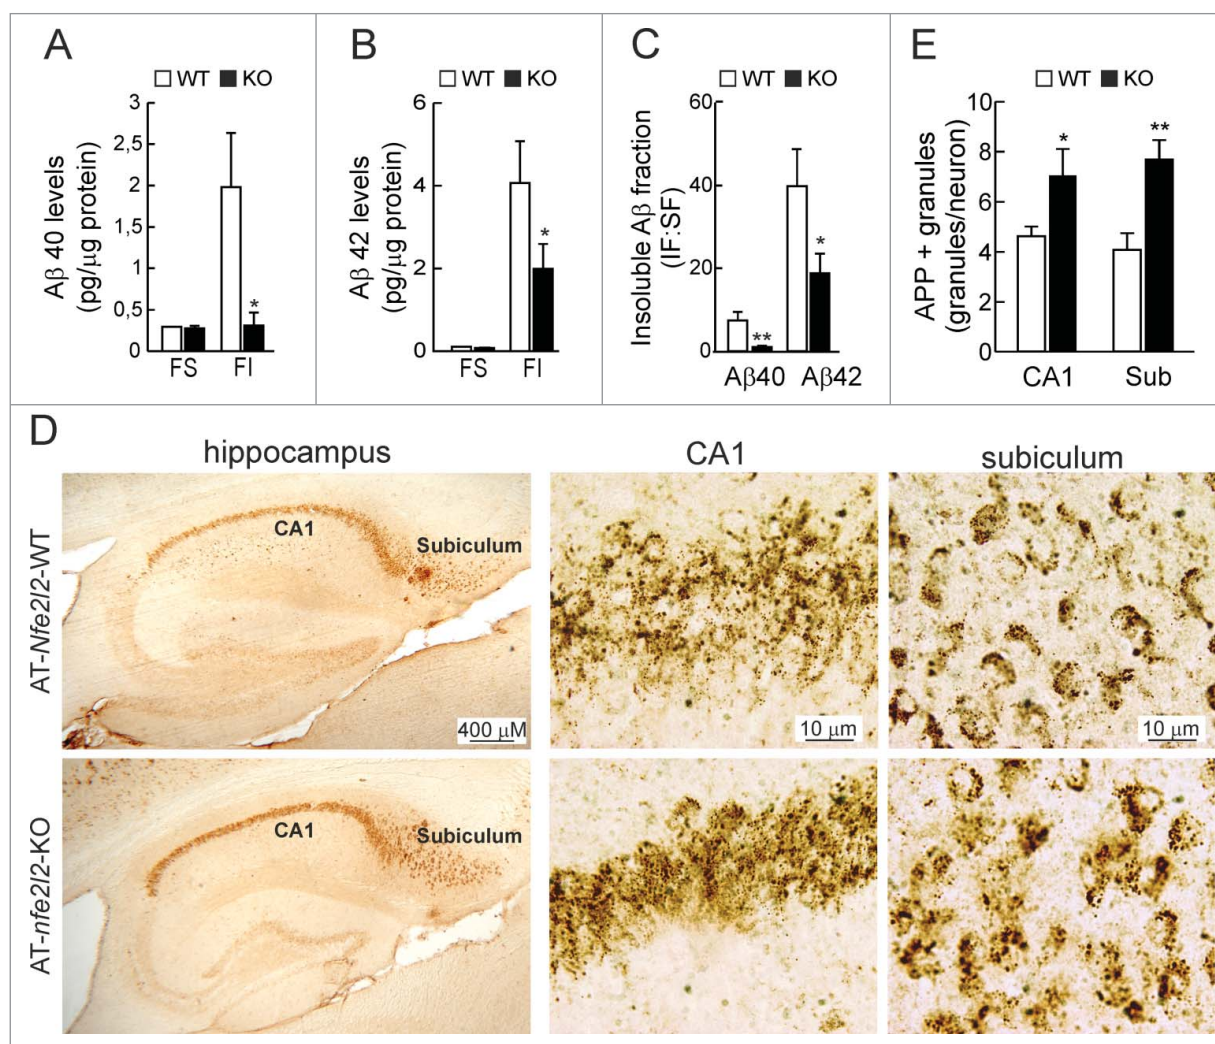 A
WT KO
Aβ 40 levels
(pg/μg protein)
3
2,5
2
1,5
1
0,5
0
*
FS FI
B
WT KO
Aβ 42 levels
(pg/μg protein)
6
4
2
0
*
FS FI
C
WT KO
Insoluble Aβ fraction
(IF:SF)
60
40
20
0
**
*
Aβ40 Aβ42
E
WT KO
APP + granules
(granules/neuron)
10
8
6
4
2
0
*
**
CA1 Sub
D
hippocampus
CA1
subiculum
AT-Nfe2l2-WT
CA1
Subiculum
400 μM
10 μm
10 μm
AT-nfe2l2-KO
CA1
Subiculum